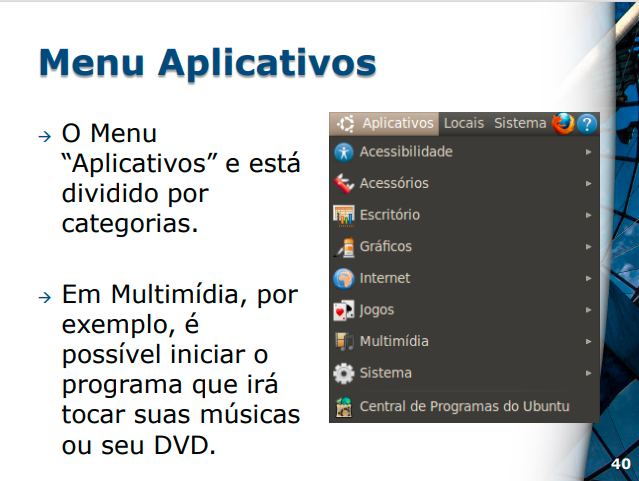 Menu Aplicativos
→ O Menu
“Aplicativos” e está
dividido por
categorias.
→ Em Multimídia, por
exemplo, é
possível iniciar o
programa que irá
tocar suas músicas
ou seu DVD.
Aplicativos Locais Sistema ?
Acessibilidade
Acessórios
Escritório
Gráficos
Internet
Jogos
Multimídia
Sistema
Central de Programas do Ubuntu
40